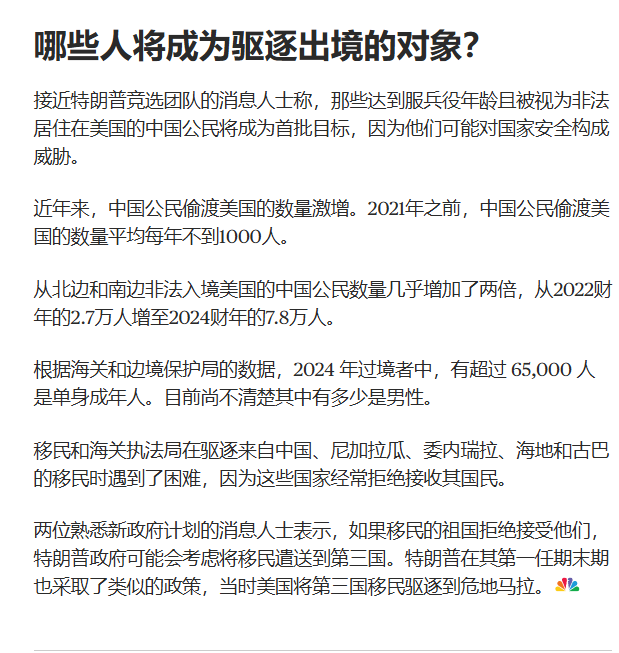 哪些人将成为驱逐出境的对象？
接近特朗普竞选团队的消息人士称，那些达到服兵役年龄且被视为非法
居住在美国的中国公民将成为首批目标，因为他们可能对国家安全构成
威胁。
近年来，中国公民偷渡美国的数量激增。2021年之前，中国公民偷渡美
国的数量平均每年不到1000人。
从北边和南边非法入境美国的中国公民数量几乎增加了两倍，从2022财
年的2.7万人增至2024财年的7.8万人。
根据海关和边境保护局的数据，2024 年过境者中，有超过 65,000 人
是单身成年人。目前尚不清楚其中有多少是男性。
移民和海关执法局在驱逐来自中国、尼加拉瓜、委内瑞拉、海地和古巴
的移民时遇到了困难，因为这些国家经常拒绝接收其国民。
两位熟悉新政府计划的消息人士表示，如果移民的祖国拒绝接受他们，
特朗普政府可能会考虑将移民遣送到第三国。特朗普在其第一任期末期
也采取了类似的政策，当时美国将第三国移民驱逐到危地马拉。